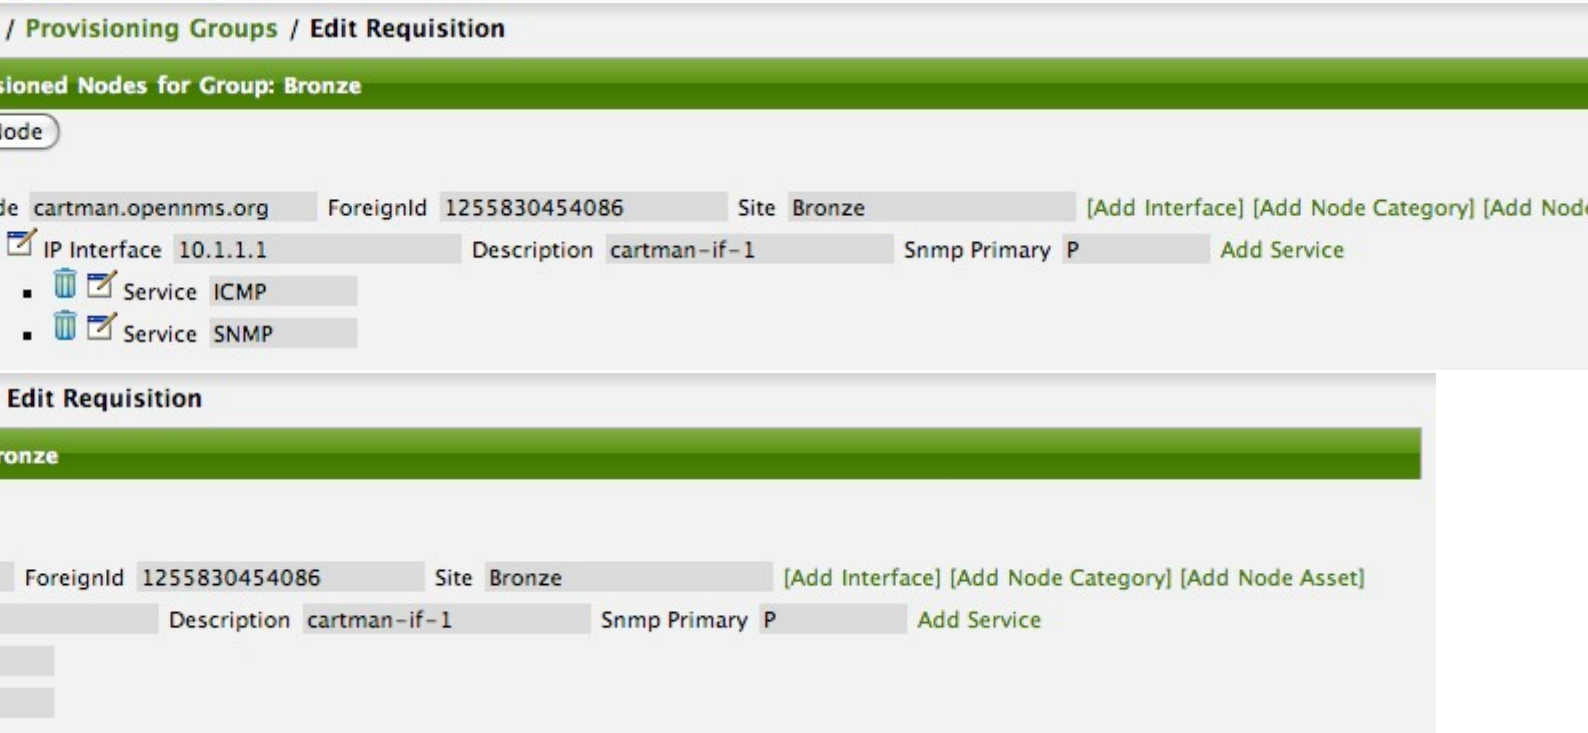 / Provisioning Groups / Edit Requisition
sioned Nodes for Group: Bronze
Node
de cartman.opennms.org ForeignId 1255830454086 Site Bronze [Add Interface] [Add Node Category] [Add Node
IP Interface 10.1.1.1 Description cartman-if-1 Snmp Primary P Add Service
Service ICMP
Service SNMP
Edit Requisition
ronze
ForeignId 1255830454086 Site Bronze [Add Interface] [Add Node Category] [Add Node Asset]
Description cartman-if-1 Snmp Primary P Add Service